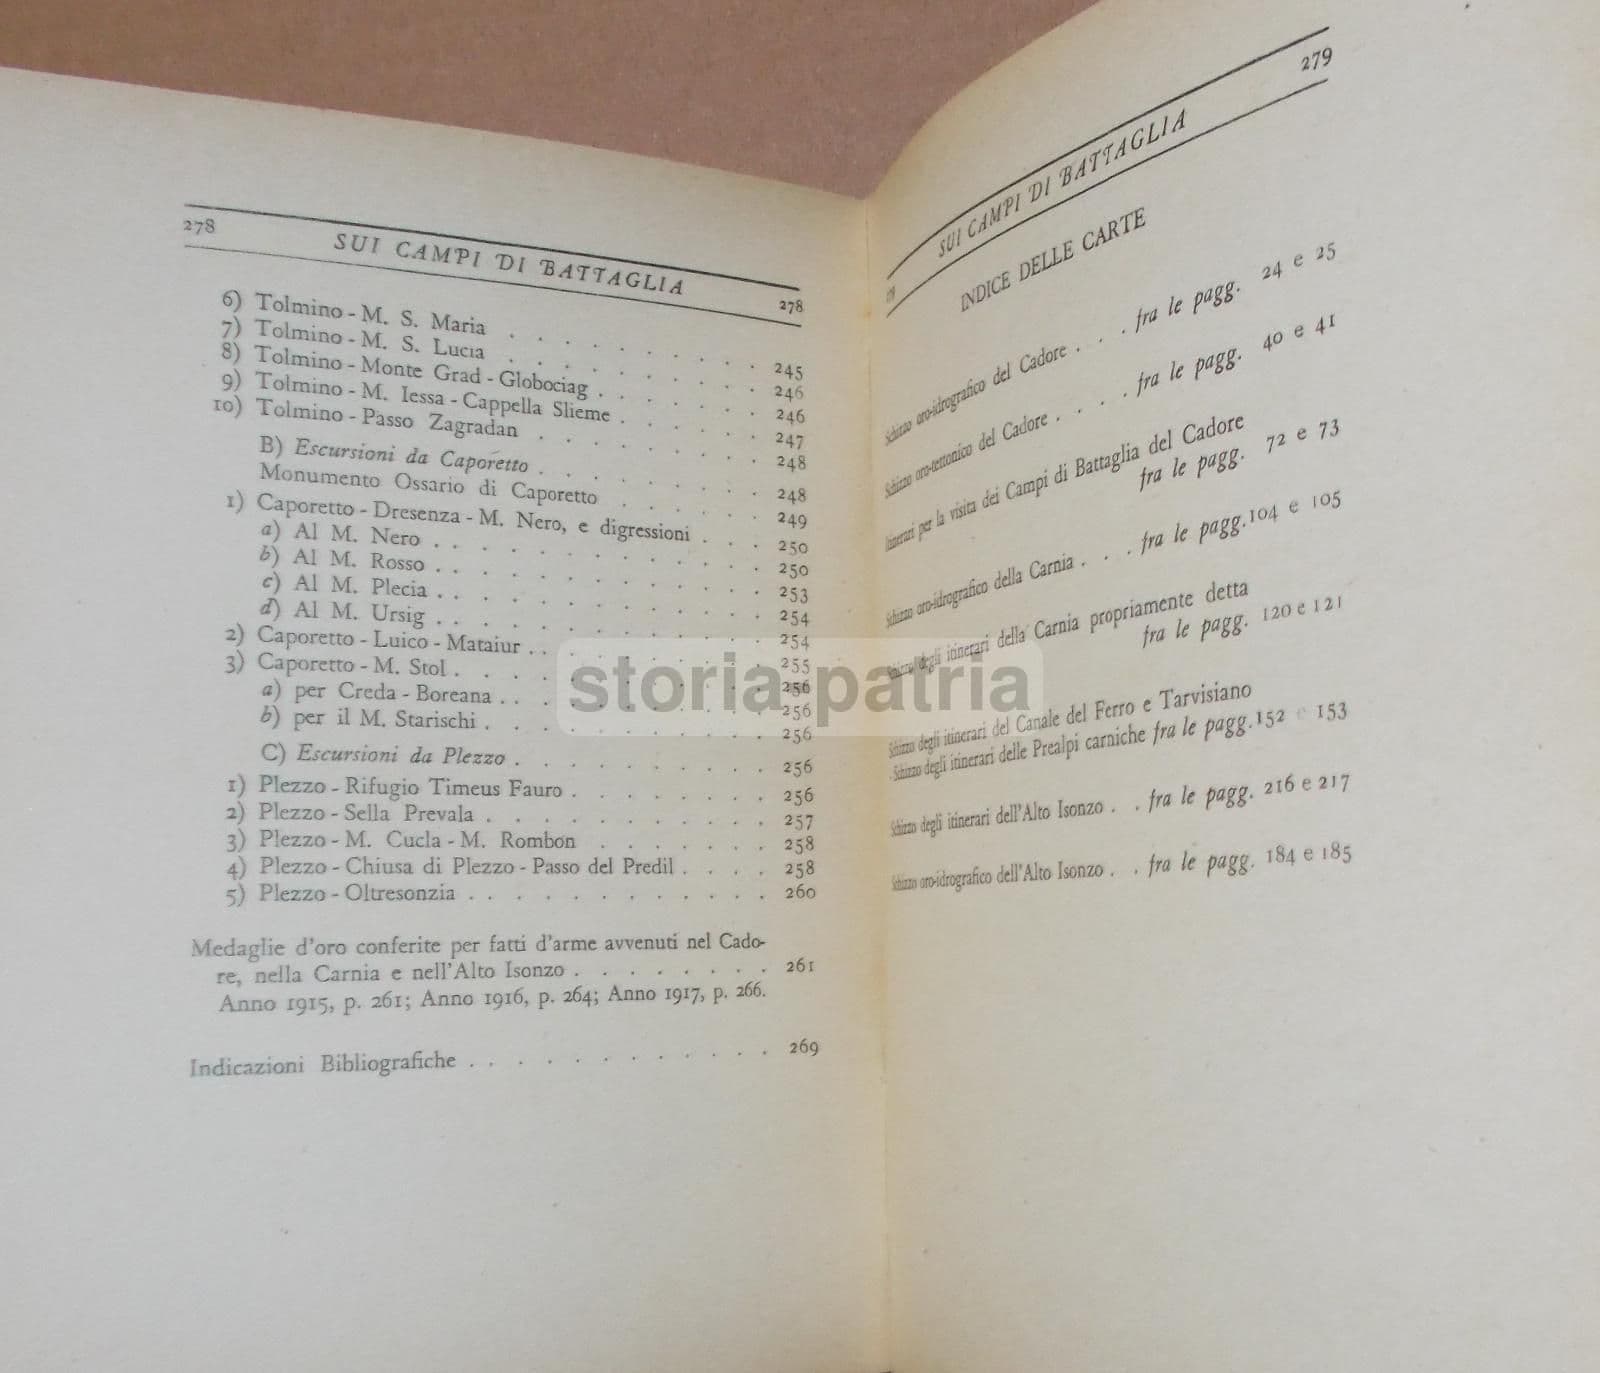 278 SUI CAMPI DI BATTAGLIA 278
6) Tolmino - M. S. Maria . . . . . . . . . . 245
7) Tolmino - M. S. Lucia . . . . . . . . . . 246
8) Tolmino - Monte Grad - Globociag . . . . . . 246
9) Tolmino - M. Iessa - Cappella Slieme . . . . . 247
10) Tolmino - Passo Zagradan . . . . . . . . . 248
B) Escursioni da Caporetto . . . . . . . . . 248
Monumento Ossario di Caporetto . . . . . . 249
1) Caporetto - Dresenza - M. Nero, e digressioni . . . 250
a) Al M. Nero . . . . . . . . . . . . 250
b) Al M. Rosso . . . . . . . . . . . . 253
c) Al M. Plecia . . . . . . . . . . . . 254
d) Al M. Ursig . . . . . . . . . . . . 254
2) Caporetto - Luico - Mataiur . . . . . . . . . 255
3) Caporetto - M. Stol . . . . . . . . . . . 256
a) per Creda - Boreana . . . . . . . . . . 256
b) per il M. Starischi . . . . . . . . . . 256
C) Escursioni da Plezzo . . . . . . . . . . 256
1) Plezzo - Rifugio Timeus Fauro . . . . . . . . 256
2) Plezzo - Sella Prevala . . . . . . . . . . . 257
3) Plezzo - M. Cucla - M. Rombon . . . . . . . 258
4) Plezzo - Chiusa di Plezzo - Passo del Predil . . . . 258
5) Plezzo - Oltresonzia . . . . . . . . . . . . 260
Medaglie d'oro conferite per fatti d'arme avvenuti nel Cado-
re, nella Carnia e nell'Alto Isonzo . . . . . . . . 261
Anno 1915, p. 261; Anno 1916, p. 264; Anno 1917, p. 266.
Indicazioni Bibliografiche . . . . . . . . . . . . 269
SUI CAMPI DI BATTAGLIA 279
INDICE DELLE CARTE
Schizzo oro-idrografico del Cadore . . . fra le pagg. 24 e 25
Schizzo oro-tettonico del Cadore . . . . fra le pagg. 40 e 41
Itinerari per la visita dei Campi di Battaglia del Cadore
fra le pagg. 72 e 73
Schizzo oro-idrografico della Carnia . . . fra le pagg. 104 e 105
Schizzo degli itinerari della Carnia propriamente detta
fra le pagg. 120 e 121
Schizzo degli itinerari del Canale del Ferro e Tarvisiano
Schizzo degli itinerari delle Prealpi carniche fra le pagg. 152 e 153
Schizzo degli itinerari dell'Alto Isonzo . . fra le pagg. 216 e 217
Schizzo oro-idrografico dell'Alto Isonzo . . fra le pagg. 184 e 185
storia patria